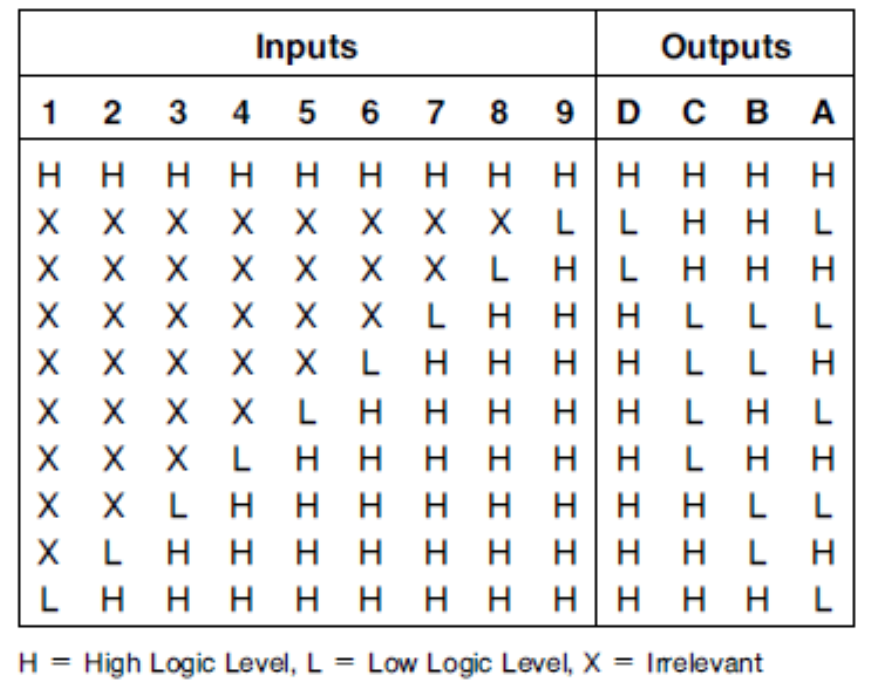 Inputs Outputs
1 2 3 4 5 6 7 8 9 D C B A
H H H H H H H H H H H H H
X X X X X X X X L L H H L
X X X X X X X L H L H H H
X X X X X X L H H H L L L
X X X X X L H H H H L L H
X X X X L H H H H H L H L
X X X L H H H H H H L H H
X X L H H H H H H H H L L
X L H H H H H H H H H L H
L H H H H H H H H H H H L
H = High Logic Level, L = Low Logic Level, X = Irrelevant